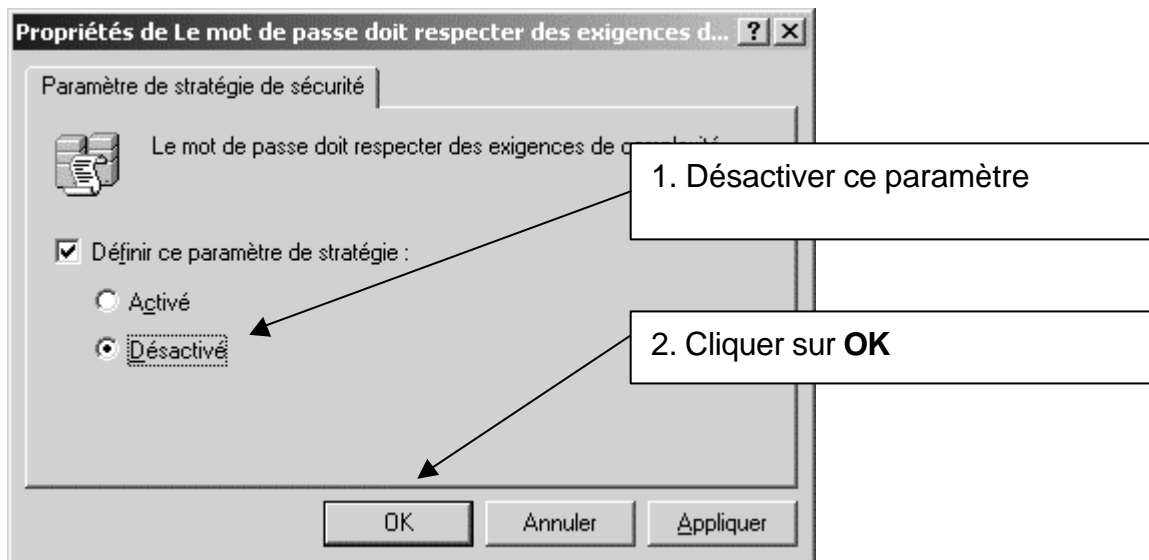 Propriétés de Le mot de passe doit respecter des exigences d...
Paramètre de stratégie de sécurité
Le mot de passe doit respecter des exigences de
1. Désactiver ce paramètre
Définir ce paramètre de stratégie :
Activé
Désactivé
2. Cliquer sur OK
OK Annuler Appliquer